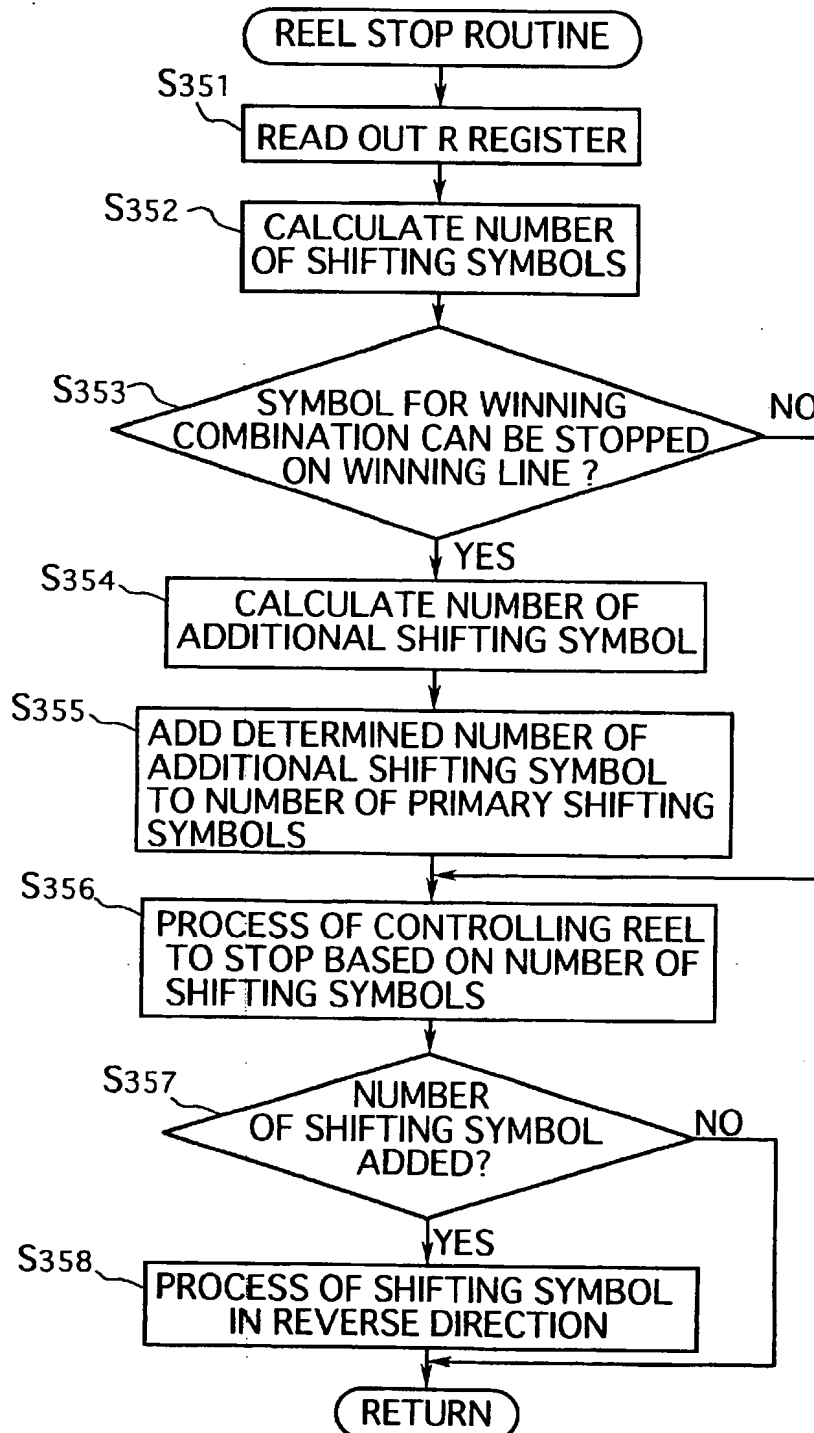 REEL STOP ROUTINE
S351
READ OUT R REGISTER
S352
CALCULATE NUMBER
OF SHIFTING SYMBOLS
S353
SYMBOL FOR WINNING
COMBINATION CAN BE STOPPED
ON WINNING LINE ?
NO
YES
S354
CALCULATE NUMBER OF
ADDITIONAL SHIFTING SYMBOL
S355
ADD DETERMINED NUMBER OF
ADDITIONAL SHIFTING SYMBOL
TO NUMBER OF PRIMARY SHIFTING
SYMBOLS
S356
PROCESS OF CONTROLLING REEL
TO STOP BASED ON NUMBER OF
SHIFTING SYMBOLS
S357
NUMBER
OF SHIFTING SYMBOL
ADDED?
NO
YES
S358
PROCESS OF SHIFTING SYMBOL
IN REVERSE DIRECTION
RETURN